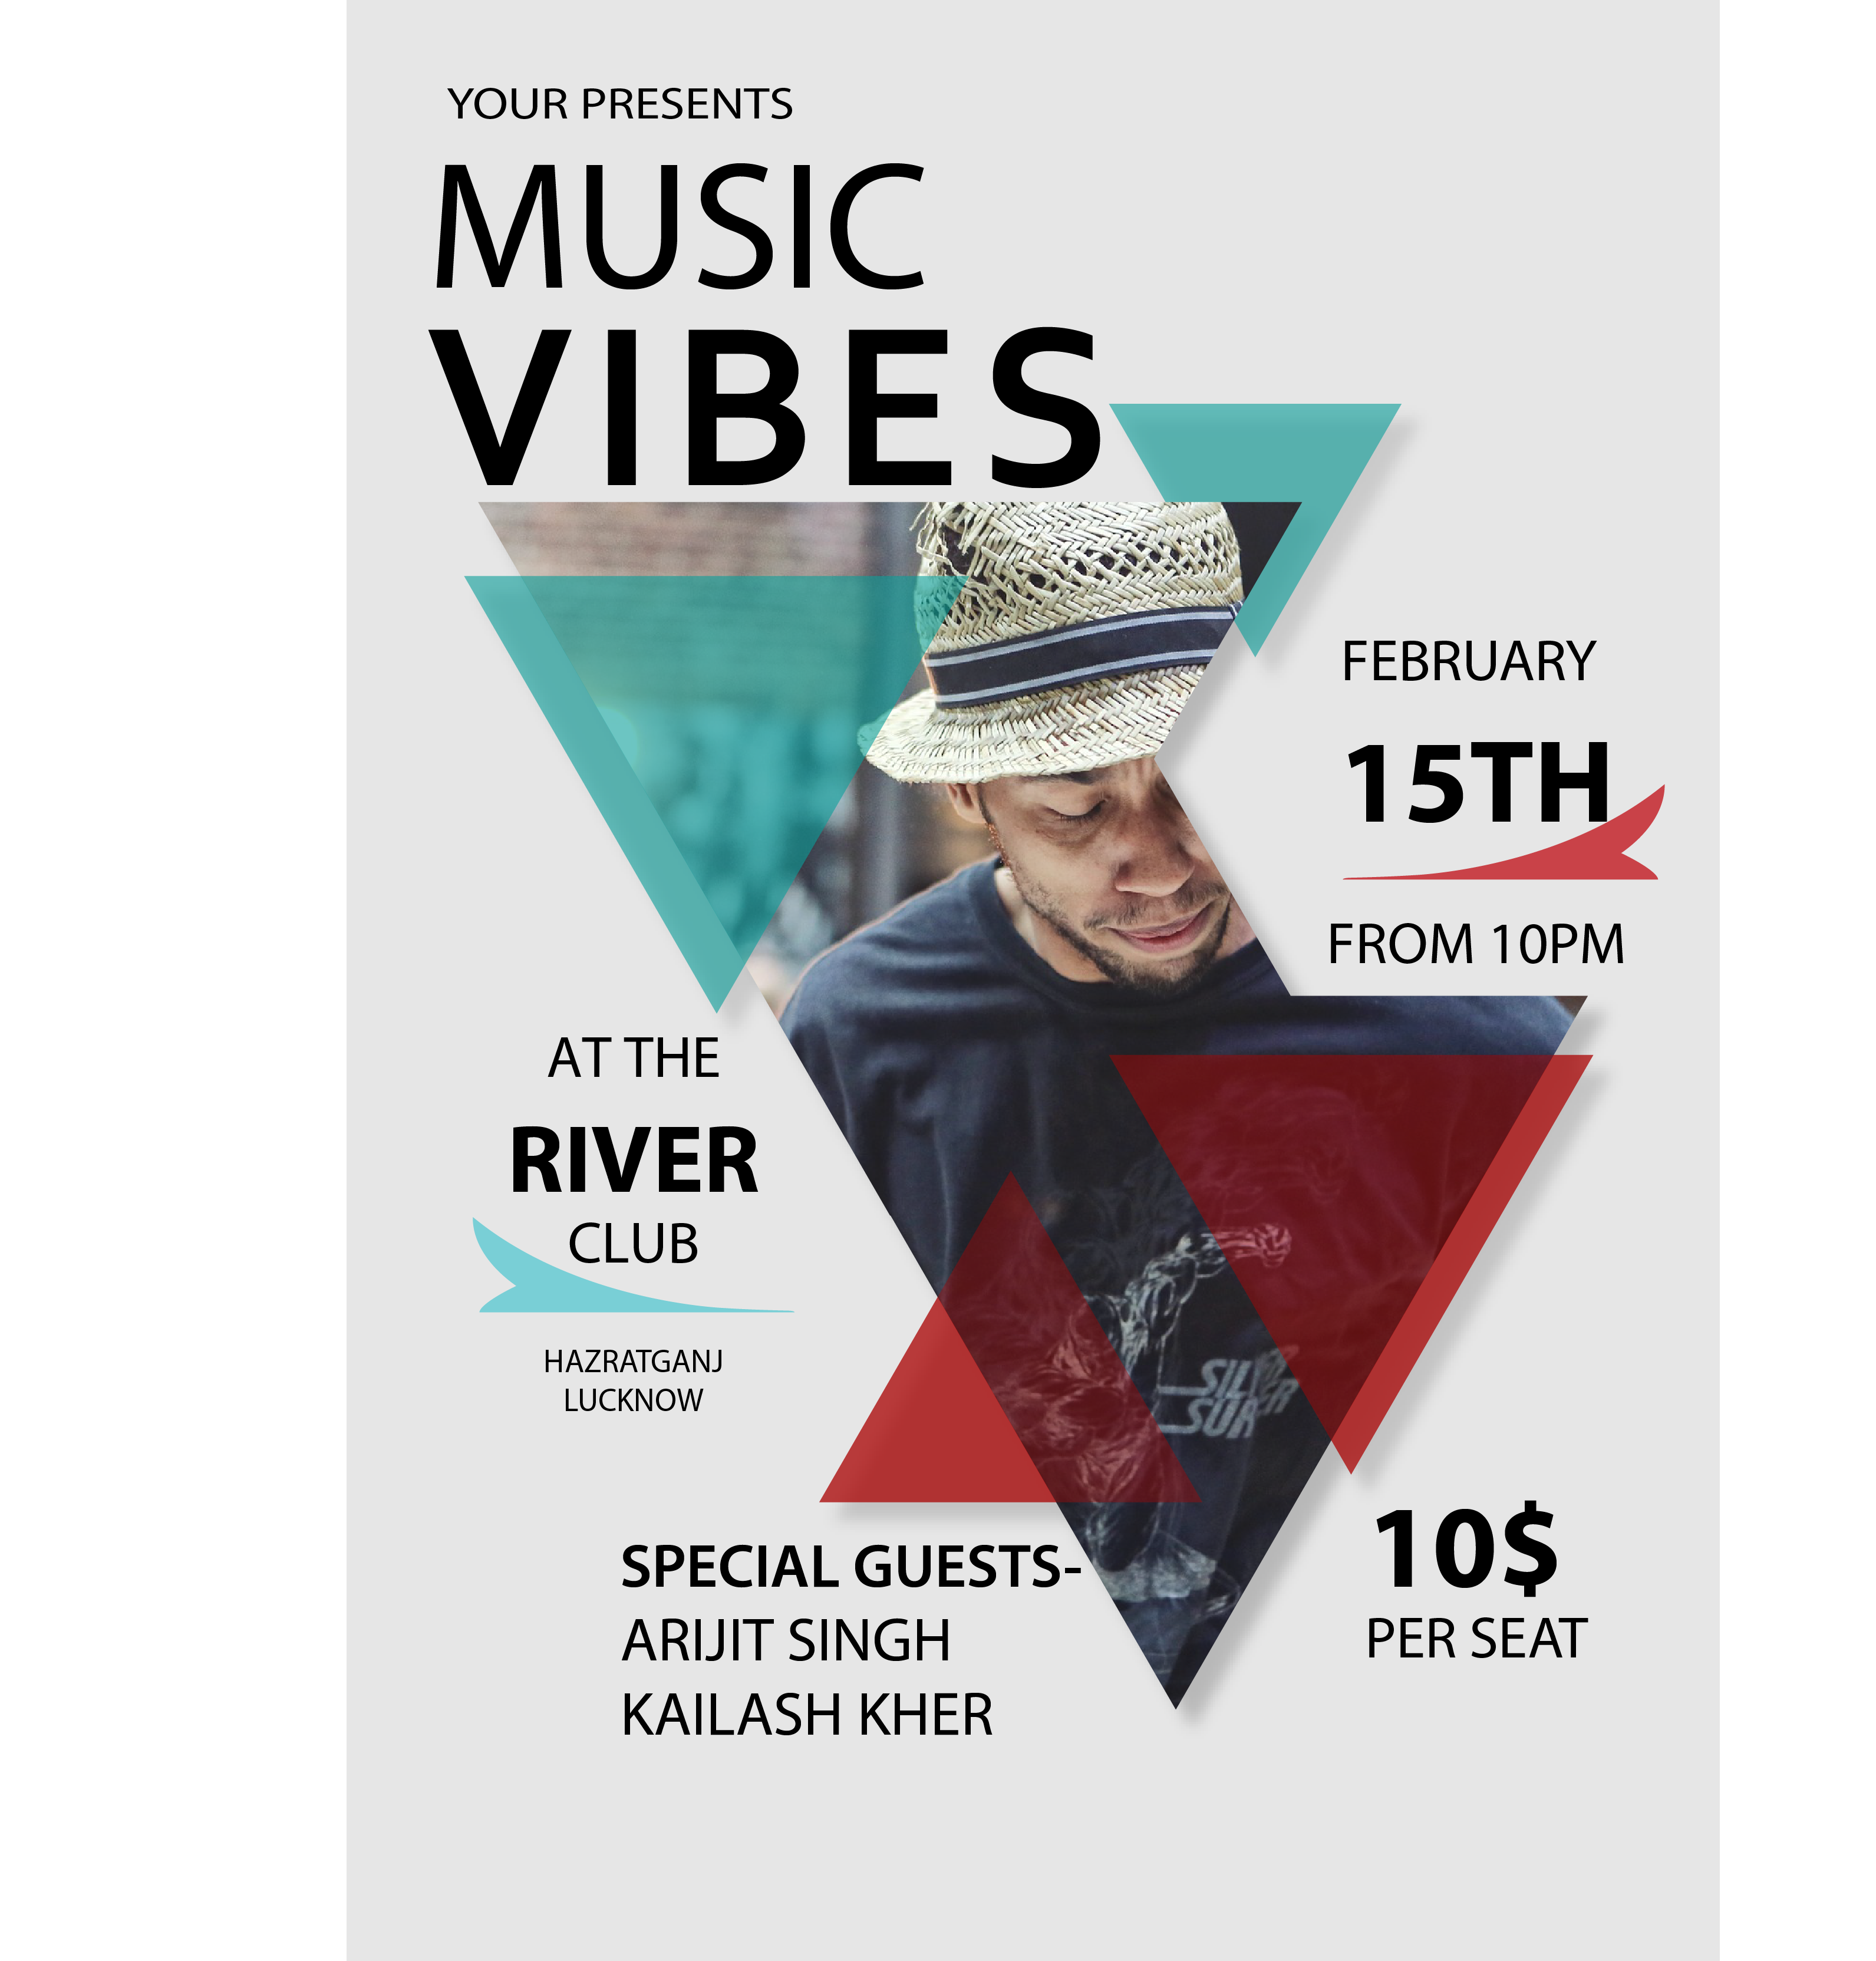 YOUR PRESENTS
MUSIC
VIBES
FEBRUARY
15TH
FROM 10PM
AT THE
RIVER
CLUB
HAZRATGANJ
LUCKNOW
SPECIAL GUESTS-
ARIJIT SINGH
KAILASH KHER
10$
PER SEAT